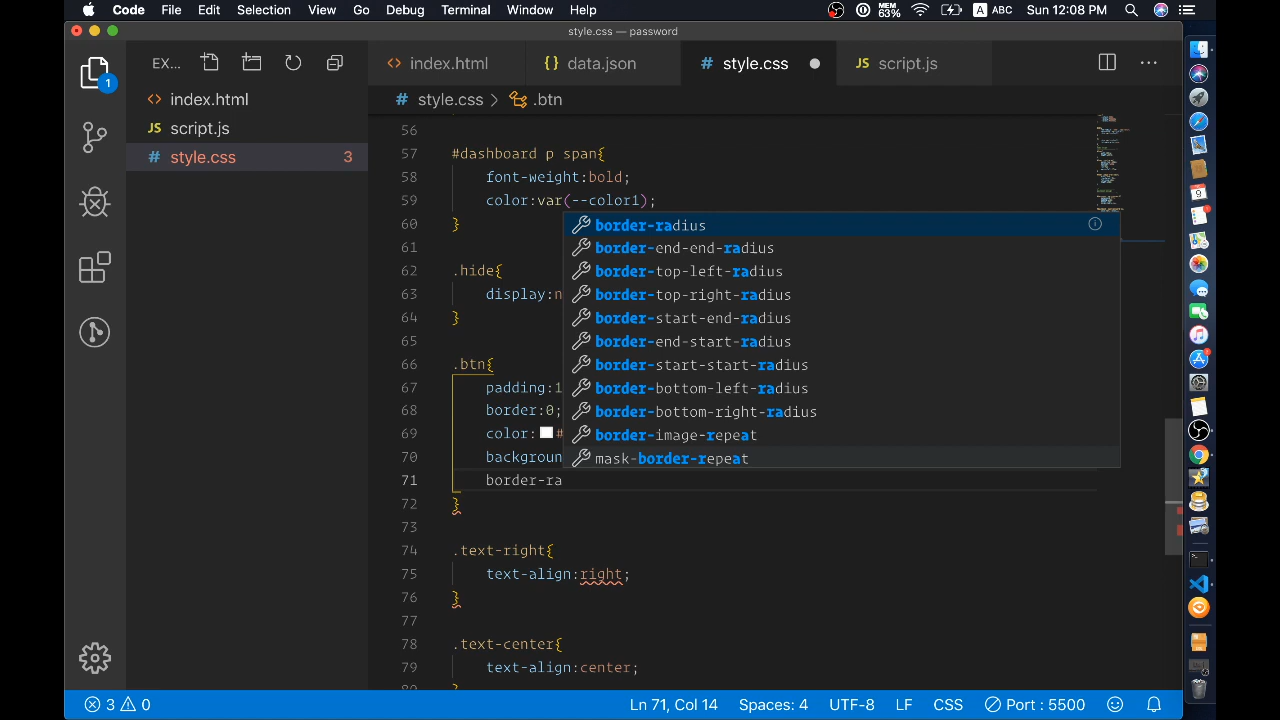 Code File Edit Selection View Go Debug Terminal Window Help MEM 63% A ABC Sun 12:08 PM
style.css — password
EX... <> index.html {} data.json # style.css ● JS script.js ...
1
<> index.html
# style.css > .btn
JS script.js
# style.css 3
56
57 #dashboard p span{
58 font-weight:bold;
59 color:var(--color1);
60 }
61
62 .hide{
63 display:n
64 }
65
66 .btn{
67 padding:1
68 border:0;
69 color: #
70 backgroun
71 border-ra
72 }
73
74 .text-right{
75 text-align:right;
76 }
77
78 .text-center{
79 text-align:center;
border-radius
border-end-end-radius
border-top-left-radius
border-top-right-radius
border-start-end-radius
border-end-start-radius
border-start-start-radius
border-bottom-left-radius
border-bottom-right-radius
border-image-repeat
mask-border-repeat
3 0 Ln 71, Col 14 Spaces: 4 UTF-8 LF CSS Port : 5500